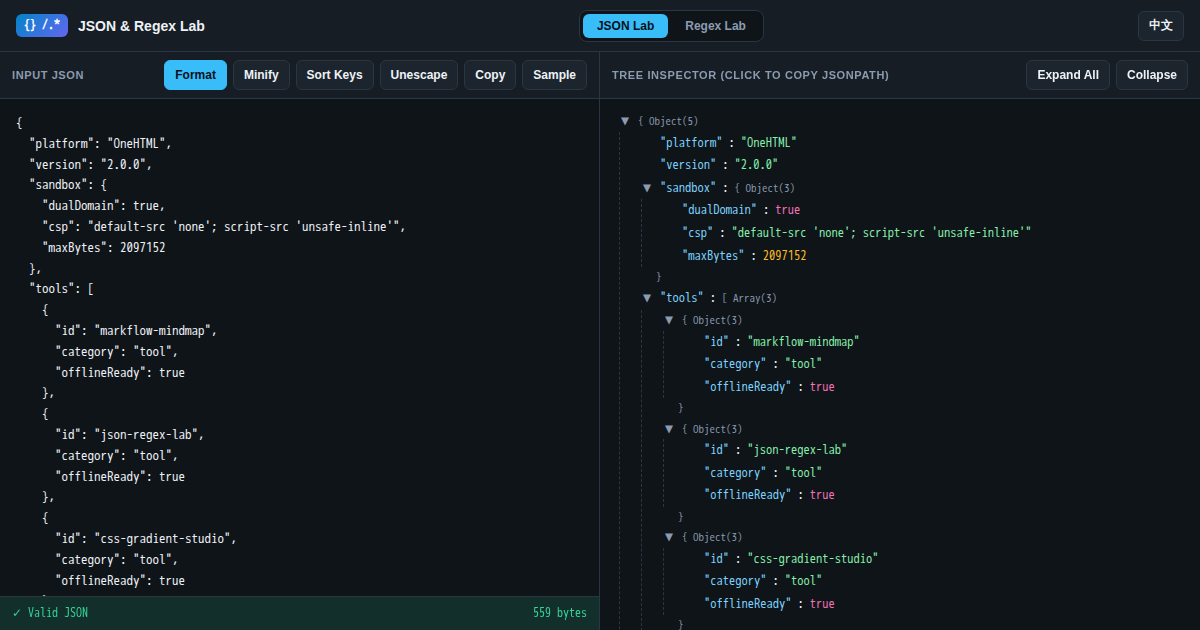 {} /.* JSON & Regex Lab
JSON Lab Regex Lab
中文
INPUT JSON Format Minify Sort Keys Unescape Copy Sample
{
  "platform": "OneHTML",
  "version": "2.0.0",
  "sandbox": {
    "dualDomain": true,
    "csp": "default-src 'none'; script-src 'unsafe-inline'",
    "maxBytes": 2097152
  },
  "tools": [
    {
      "id": "markflow-mindmap",
      "category": "tool",
      "offlineReady": true
    },
    {
      "id": "json-regex-lab",
      "category": "tool",
      "offlineReady": true
    },
    {
      "id": "css-gradient-studio",
      "category": "tool",
      "offlineReady": true
✓ Valid JSON 559 bytes
TREE INSPECTOR (CLICK TO COPY JSONPATH) Expand All Collapse
▼ { Object(5)
"platform" : "OneHTML"
"version" : "2.0.0"
▼ "sandbox" : { Object(3)
"dualDomain" : true
"csp" : "default-src 'none'; script-src 'unsafe-inline'"
"maxBytes" : 2097152
}
▼ "tools" : [ Array(3)
▼ { Object(3)
"id" : "markflow-mindmap"
"category" : "tool"
"offlineReady" : true
}
▼ { Object(3)
"id" : "json-regex-lab"
"category" : "tool"
"offlineReady" : true
}
▼ { Object(3)
"id" : "css-gradient-studio"
"category" : "tool"
"offlineReady" : true
}